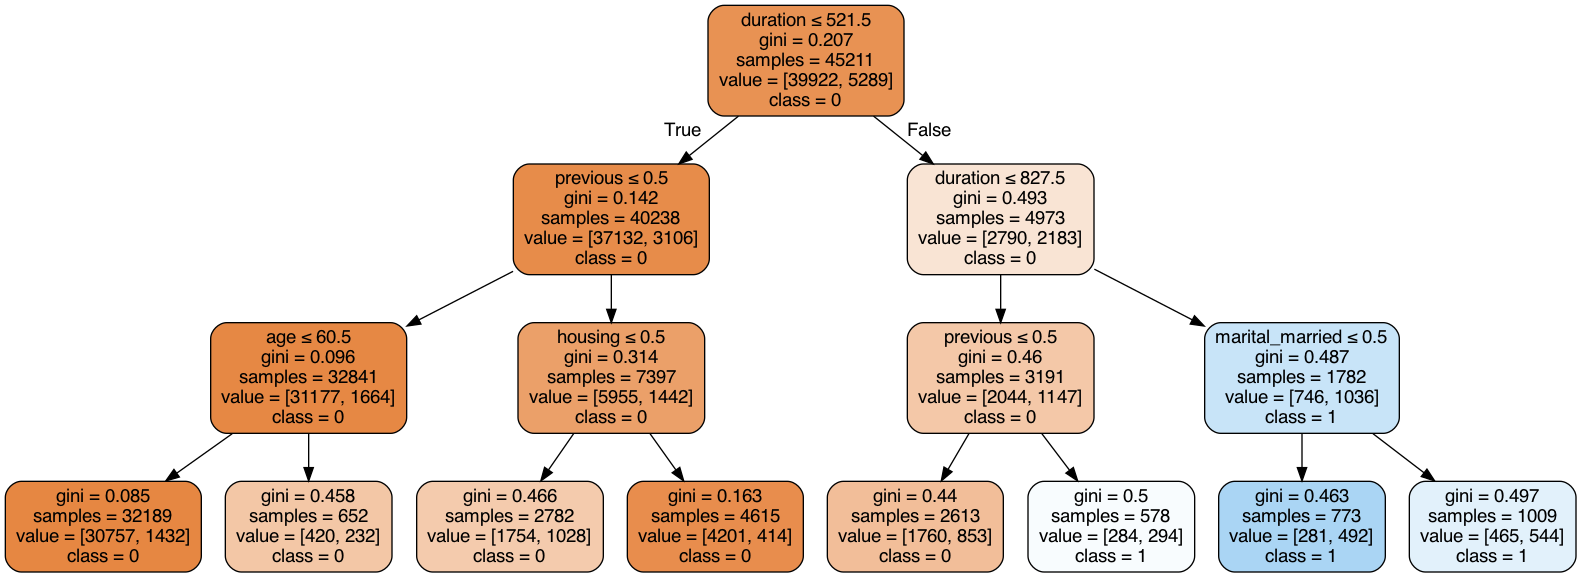 duration ≤ 521.5
gini = 0.207
samples = 45211
value = [39922, 5289]
class = 0
True
False
previous ≤ 0.5
gini = 0.142
samples = 40238
value = [37132, 3106]
class = 0
duration ≤ 827.5
gini = 0.493
samples = 4973
value = [2790, 2183]
class = 0
age ≤ 60.5
gini = 0.096
samples = 32841
value = [31177, 1664]
class = 0
housing ≤ 0.5
gini = 0.314
samples = 7397
value = [5955, 1442]
class = 0
previous ≤ 0.5
gini = 0.46
samples = 3191
value = [2044, 1147]
class = 0
marital_married ≤ 0.5
gini = 0.487
samples = 1782
value = [746, 1036]
class = 1
gini = 0.085
samples = 32189
value = [30757, 1432]
class = 0
gini = 0.458
samples = 652
value = [420, 232]
class = 0
gini = 0.466
samples = 2782
value = [1754, 1028]
class = 0
gini = 0.163
samples = 4615
value = [4201, 414]
class = 0
gini = 0.44
samples = 2613
value = [1760, 853]
class = 0
gini = 0.5
samples = 578
value = [284, 294]
class = 1
gini = 0.463
samples = 773
value = [281, 492]
class = 1
gini = 0.497
samples = 1009
value = [465, 544]
class = 1